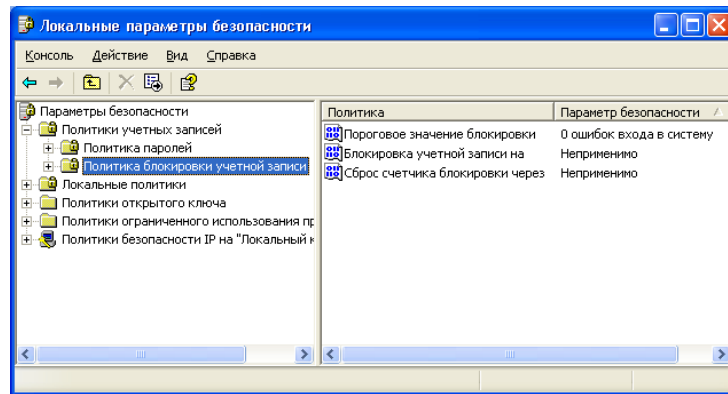 Локальные параметры безопасности
Консоль Действие Вид Справка
Параметры безопасности
Политики учетных записей
Политика паролей
Политика блокировки учетной записи
Локальные политики
Политики открытого ключа
Политики ограниченного использования пр
Политики безопасности IP на "Локальный к
Политика Параметр безопасности
Пороговое значение блокировки 0 ошибок входа в систему
Блокировка учетной записи на Неприменимо
Сброс счетчика блокировки через Неприменимо